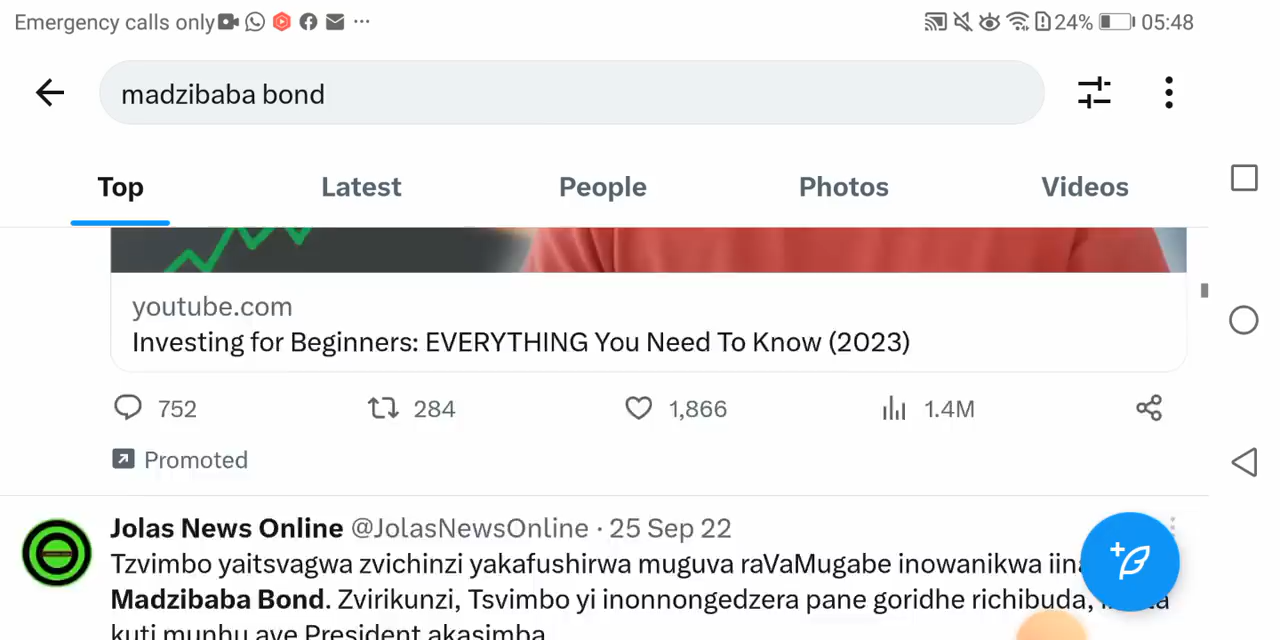 Emergency calls only 24% 05:48
madzibaba bond
Top Latest People Photos Videos
youtube.com
Investing for Beginners: EVERYTHING You Need To Know (2023)
752 284 1,866 1.4M
Promoted
Jolas News Online @JolasNewsOnline · 25 Sep 22
Tzvimbo yaitsvagwa zvichinzi yakafushirwa muguva raVaMugabe inowanikwa
Madzibaba Bond. Zvirikunzi, Tsvimbo yi inonnongedzera pane goridhe richibuda,
kuti munhu ave President akasimba